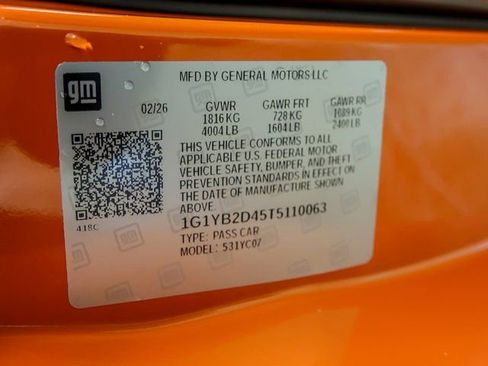 gm
MFD BY GENERAL MOTORS LLC
02/26 GVWR GAWR FRT GAWR RR
1816 KG 728 KG 1089 KG
4004 LB 1604 LB 2400 LB
THIS VEHICLE CONFORMS TO ALL
APPLICABLE U.S. FEDERAL MOTOR
VEHICLE SAFETY, BUMPER, AND THEFT
PREVENTION STANDARDS IN EFFECT ON
THE DATE OF MANUFACTURE SHOWN
ABOVE.
418C
1G1YB2D45T5110063
TYPE: PASS CAR
MODEL: 531YC07